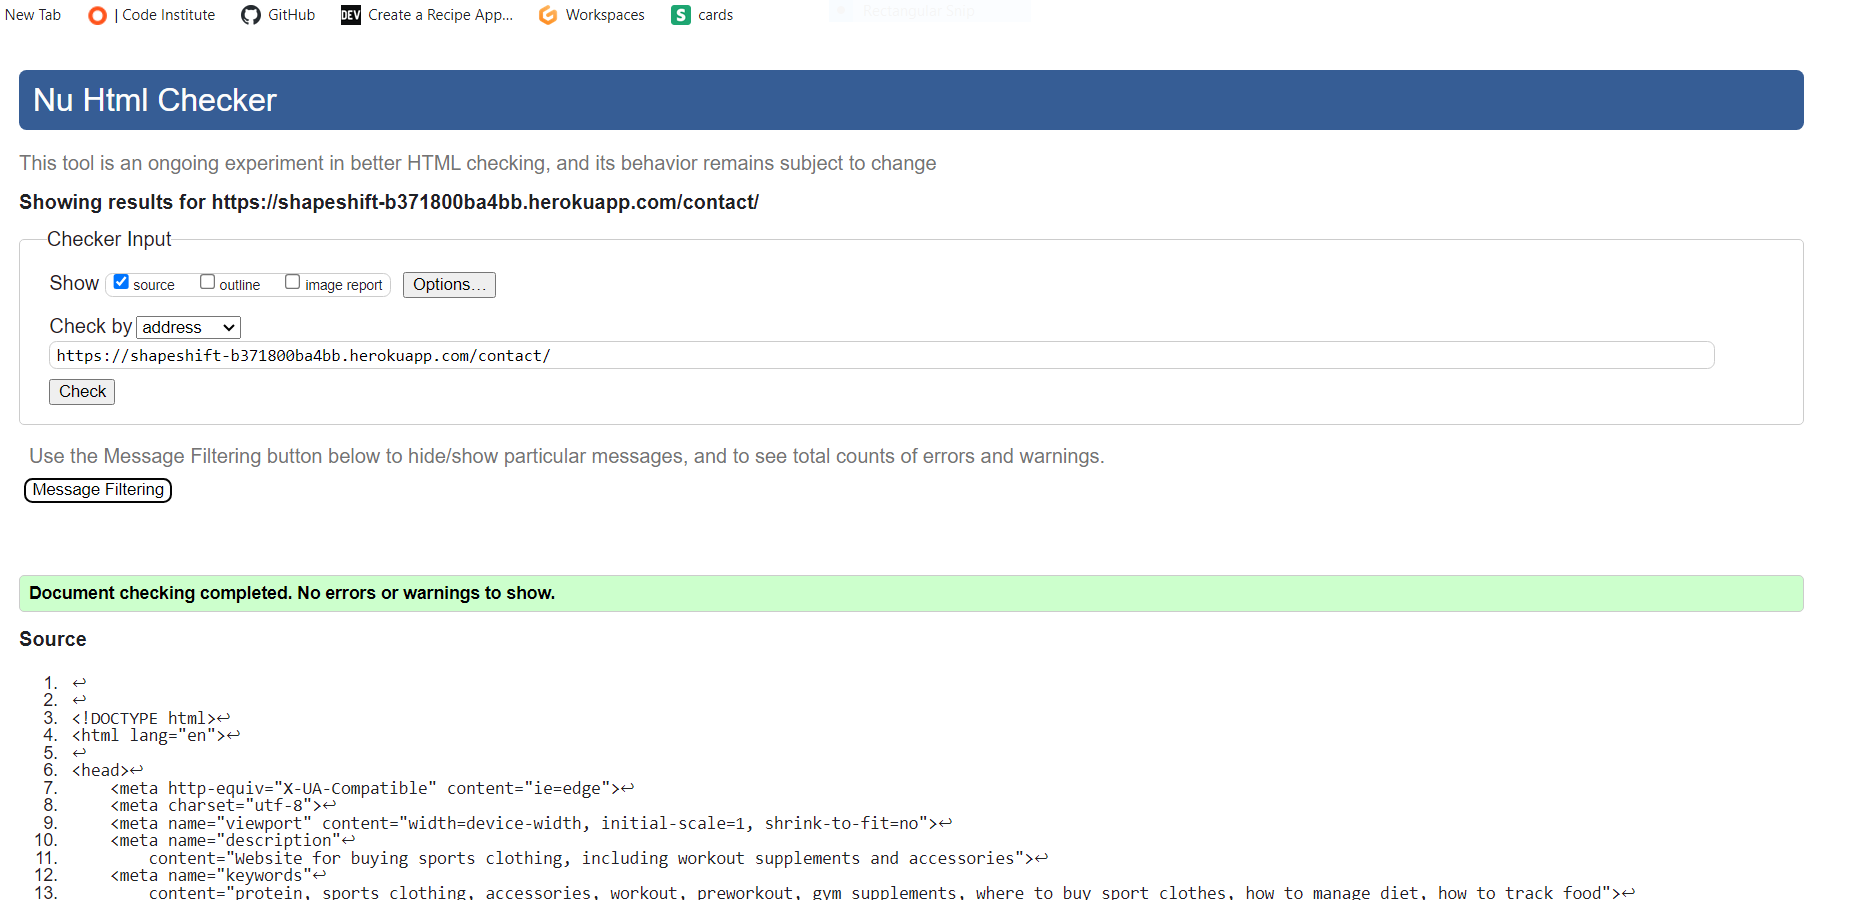 New Tab | Code Institute GitHub DEV Create a Recipe App... Workspaces S cards Rectangular Snip
Nu Html Checker
This tool is an ongoing experiment in better HTML checking, and its behavior remains subject to change
Showing results for https://shapeshift-b371800ba4bb.herokuapp.com/contact/
Checker Input
Show source outline image report Options...
Check by address
https://shapeshift-b371800ba4bb.herokuapp.com/contact/
Check
Use the Message Filtering button below to hide/show particular messages, and to see total counts of errors and warnings.
Message Filtering
Document checking completed. No errors or warnings to show.
Source
1. ↩
2. ↩
3. <!DOCTYPE html>↩
4. <html lang="en">↩
5. ↩
6. <head>↩
7. <meta http-equiv="X-UA-Compatible" content="ie=edge">↩
8. <meta charset="utf-8">↩
9. <meta name="viewport" content="width=device-width, initial-scale=1, shrink-to-fit=no">↩
10. <meta name="description"↩
11. content="Website for buying sports clothing, including workout supplements and accessories">↩
12. <meta name="keywords"↩
13. content="protein, sports clothing, accessories, workout, preworkout, gym supplements, where to buy sport clothes, how to manage diet, how to track food">↩